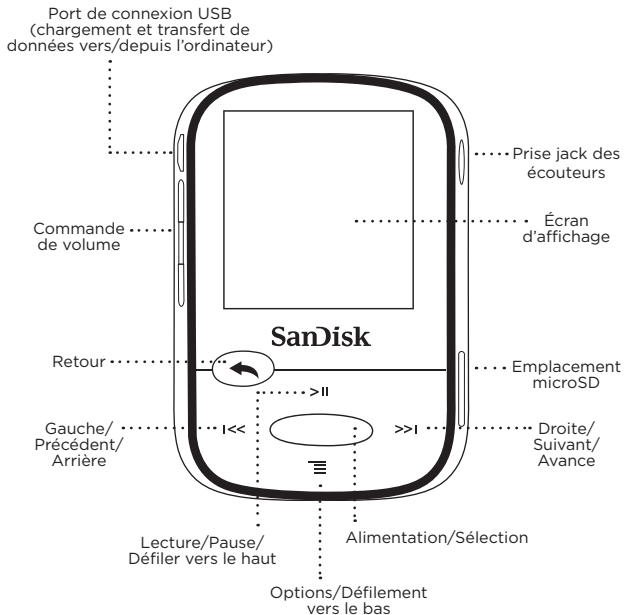 Port de connexion USB
(chargement et transfert de
données vers/depuis l'ordinateur)
Prise jack des
écouteurs
Commande
de volume
Écran
d'affichage
SanDisk
Retour
Emplacement
microSD
>II
Gauche/
Précédent/
Arrière
I<<
>>I
Droite/
Suivant/
Avance
Lecture/Pause/
Défiler vers le haut
Alimentation/Sélection
Options/Défilement
vers le bas